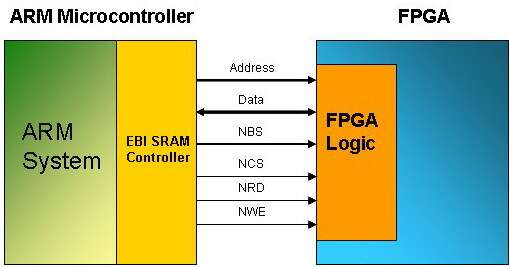 ARM Microcontroller
FPGA
ARM
System
EBI SRAM
Controller
Address
Data
NBS
NCS
NRD
NWE
FPGA
Logic